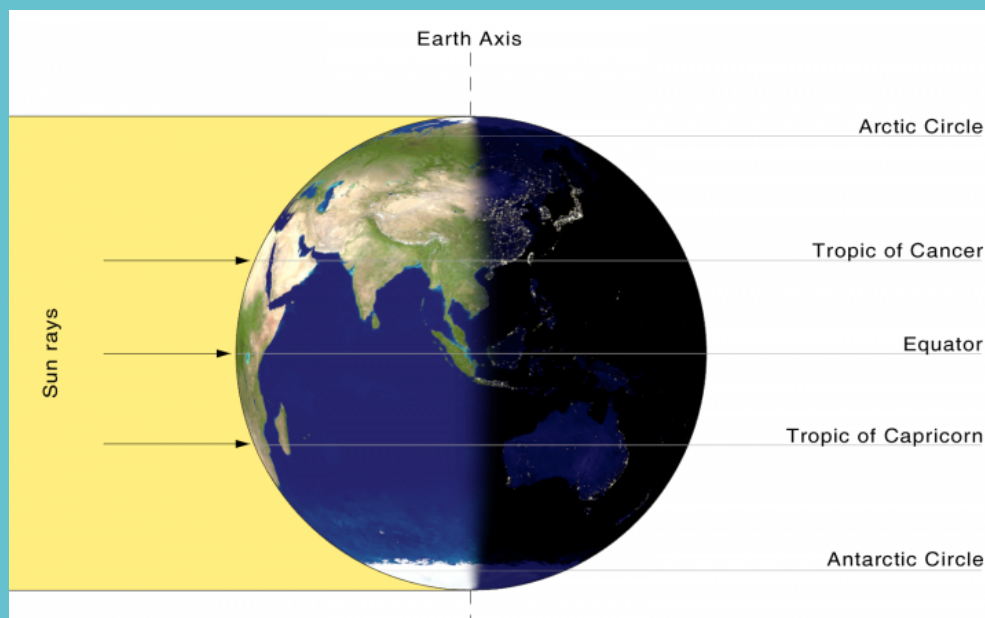 Earth Axis
Arctic Circle
Tropic of Cancer
Sun rays
Equator
Tropic of Capricorn
Antarctic Circle